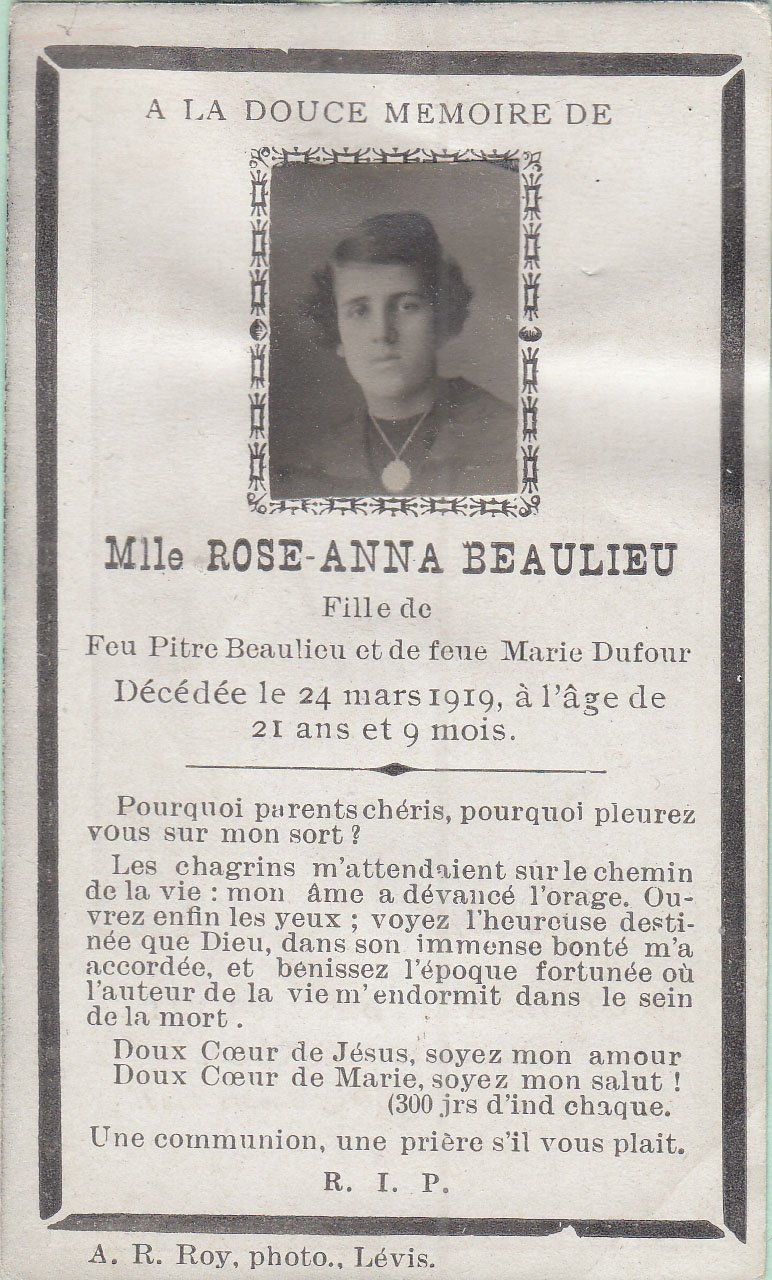 A LA DOUCE MEMOIRE DE
Mlle ROSE-ANNA BEAULIEU
Fille de
Feu Pitre Beaulieu et de feue Marie Dufour
Décédée le 24 mars 1919, à l'âge de
21 ans et 9 mois.
Pourquoi parents chéris, pourquoi pleurez
vous sur mon sort ?
Les chagrins m'attendaient sur le chemin
de la vie : mon âme a dévancé l'orage. Ou-
vrez enfin les yeux ; voyez l'heureuse desti-
née que Dieu, dans son immense bonté m'a
accordée, et bénissez l'époque fortunée où
l'auteur de la vie m'endormit dans le sein
de la mort.
Doux Cœur de Jésus, soyez mon amour
Doux Cœur de Marie, soyez mon salut !
(300 jrs d'ind chaque.
Une communion, une prière s'il vous plait.
R. I. P.
A. R. Roy, photo., Lévis.